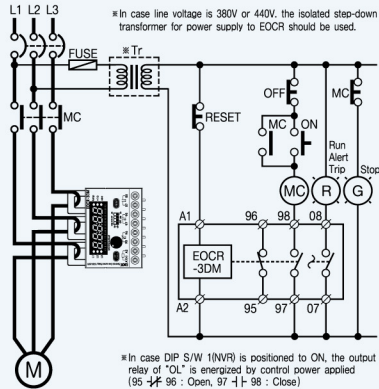 L1 L2 L3
※In case line voltage is 380V or 440V. the isolated step-down
transformer for power supply to EOCR should be used.
FUSE
※Tr
MC
RESET
OFF
MC
ON
MC
Run
Alert
Trip
Stop
MC
R
G
A1
96
98
08
EOCR
-3DM
A2
95
97
07
M
※In case DIP S/W 1(NVR) is positioned to ON, the output
relay of "OL" is energized by control power applied
(95 96 : Open, 97 98 : Close)